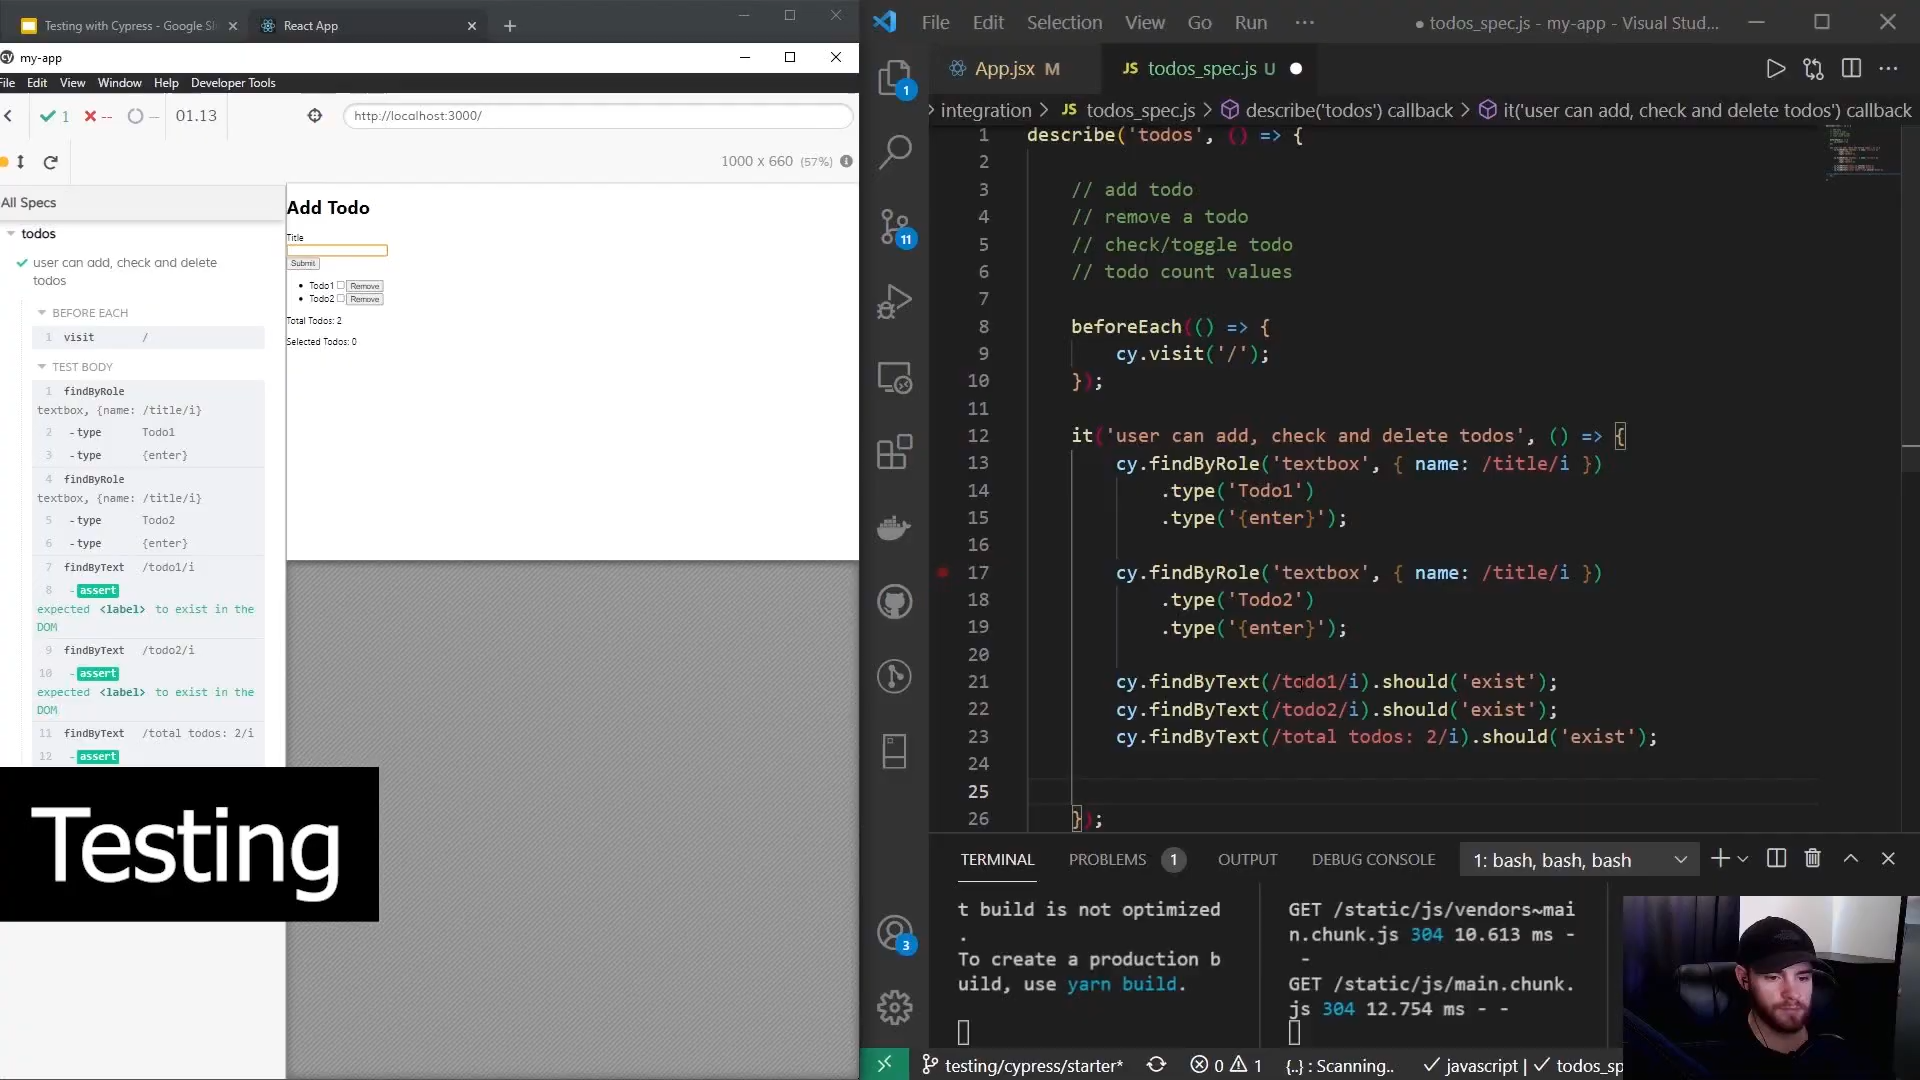 Testing with Cypress - Google Sl
React App
my-app
File Edit View Window Help Developer Tools
1 -- -- 01.13 http://localhost:3000/
1000 x 660 (57%)
All Specs
todos
user can add, check and delete
todos
BEFORE EACH
1 visit /
TEST BODY
1 findByRole
textbox, {name: /title/i}
2 -type Todo1
3 -type {enter}
4 findByRole
textbox, {name: /title/i}
5 -type Todo2
6 -type {enter}
7 findByText /todo1/i
8 -assert
expected <label> to exist in the
DOM
9 findByText /todo2/i
10 -assert
expected <label> to exist in the
DOM
11 findByText /total todos: 2/i
12 -assert
Add Todo
Title
Submit
Todo1 Remove
Todo2 Remove
Total Todos: 2
Selected Todos: 0
Testing
File Edit Selection View Go Run ··· ● todos_spec.js - my-app - Visual Stud...
App.jsx M JS todos_spec.js U
integration > JS todos_spec.js > describe('todos') callback > it('user can add, check and delete todos') callback
1 describe('todos', () => {
2
3 // add todo
4 // remove a todo
5 // check/toggle todo
6 // todo count values
7
8 beforeEach(() => {
9 cy.visit('/');
10 });
11
12 it('user can add, check and delete todos', () => {
13 cy.findByRole('textbox', { name: /title/i })
14 .type('Todo1')
15 .type('{enter}');
16
17 cy.findByRole('textbox', { name: /title/i })
18 .type('Todo2')
19 .type('{enter}');
20
21 cy.findByText(/todo1/i).should('exist');
22 cy.findByText(/todo2/i).should('exist');
23 cy.findByText(/total todos: 2/i).should('exist');
24
25
26 });
1
11
3
TERMINAL PROBLEMS 1 OUTPUT DEBUG CONSOLE 1: bash, bash, bash
t build is not optimized
.
To create a production b
uild, use yarn build.
GET /static/js/vendors~mai
n.chunk.js 304 10.613 ms -
-
GET /static/js/main.chunk.
js 304 12.754 ms - -
testing/cypress/starter* 0 1 {..} : Scanning.. javascript | todos_sp